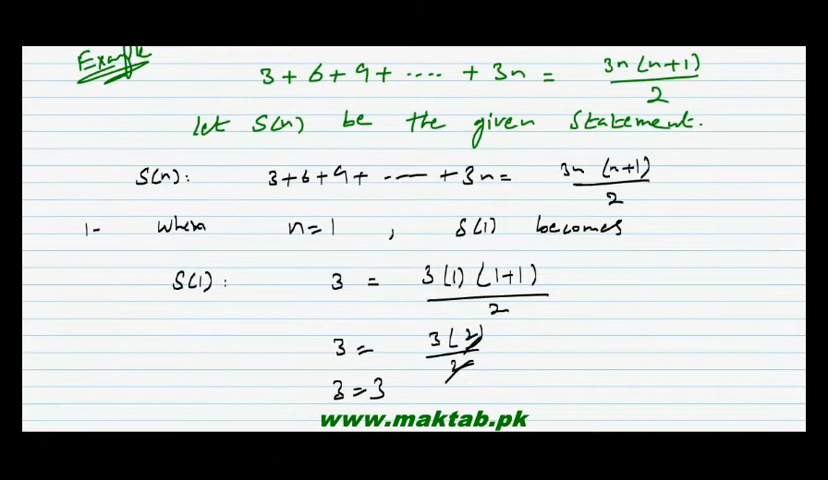 Example
3 + 6 + 9 + .... + 3n = 3n (n+1) / 2
let S(n) be the given statement.
S(n): 3+6+9+ ---- +3n = 3n (n+1) / 2
1- when n=1 , S(1) becomes
S(1): 3 = 3(1) (1+1) / 2
3 = 3(2) / 2
3=3
www.maktab.pk